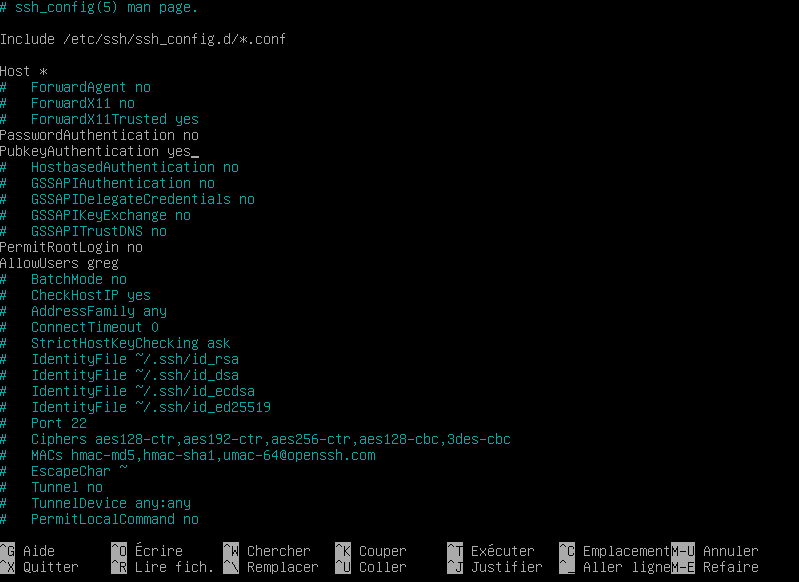 # ssh_config(5) man page.
Include /etc/ssh/ssh_config.d/*.conf
Host *
#   ForwardAgent no
#   ForwardX11 no
#   ForwardX11Trusted yes
PasswordAuthentication no
PubkeyAuthentication yes_
#   HostbasedAuthentication no
#   GSSAPIAuthentication no
#   GSSAPIDelegateCredentials no
#   GSSAPIKeyExchange no
#   GSSAPITrustDNS no
PermitRootLogin no
AllowUsers greg
#   BatchMode no
#   CheckHostIP yes
#   AddressFamily any
#   ConnectTimeout 0
#   StrictHostKeyChecking ask
#   IdentityFile ~/.ssh/id_rsa
#   IdentityFile ~/.ssh/id_dsa
#   IdentityFile ~/.ssh/id_ecdsa
#   IdentityFile ~/.ssh/id_ed25519
#   Port 22
#   Ciphers aes128-ctr,aes192-ctr,aes256-ctr,aes128-cbc,3des-cbc
#   MACs hmac-md5,hmac-sha1,umac-64@openssh.com
#   EscapeChar ~
#   Tunnel no
#   TunnelDevice any:any
#   PermitLocalCommand no
^G Aide ^O Écrire ^W Chercher ^K Couper ^T Exécuter ^C Emplacement M-U Annuler
^X Quitter ^R Lire fich. ^\ Remplacer ^U Coller ^J Justifier ^_ Aller ligne M-E Refaire